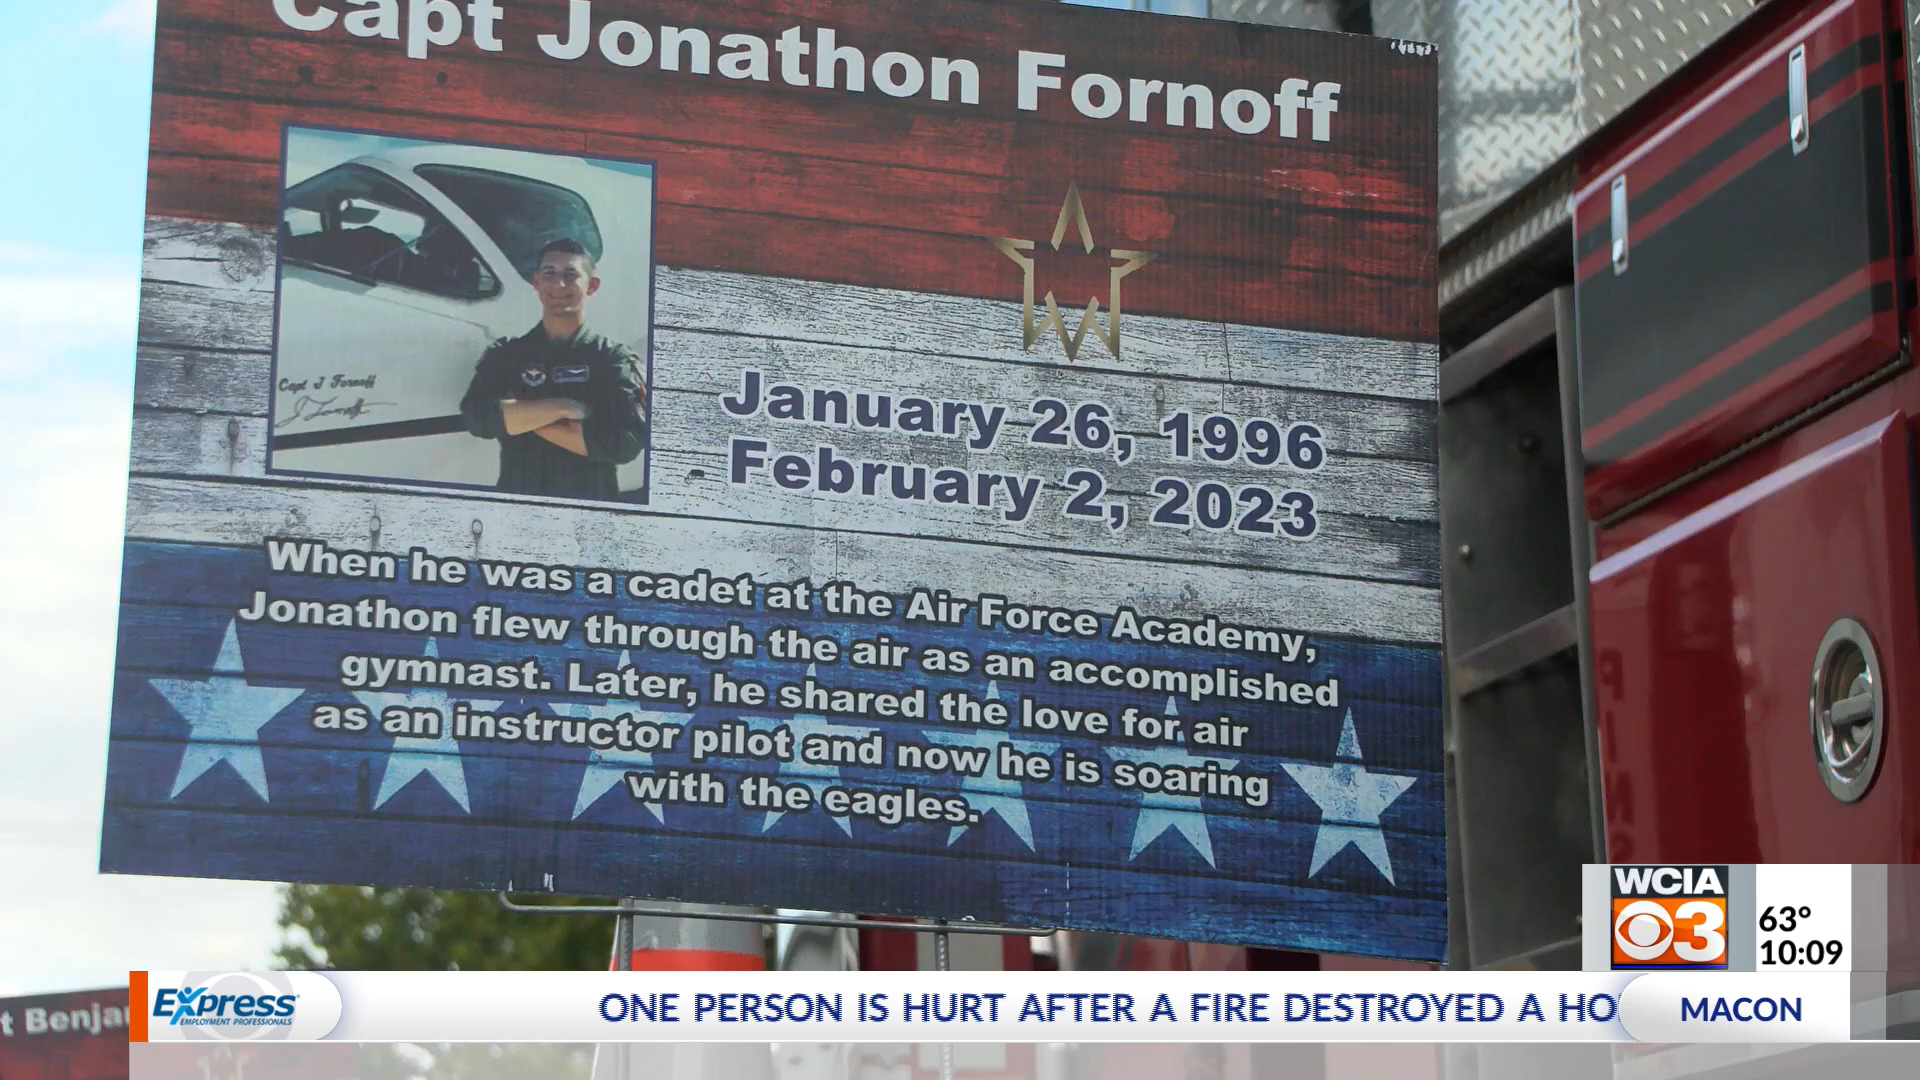 Capt Jonathon Fornoff
Capt J Fornoff
January 26, 1996
February 2, 2023
When he was a cadet at the Air Force Academy,
Jonathon flew through the air as an accomplished
gymnast. Later, he shared the love for air
as an instructor pilot and now he is soaring
with the eagles.
WCIA
3
63°
10:09
t Benja
Express
EMPLOYMENT PROFESSIONALS
ONE PERSON IS HURT AFTER A FIRE DESTROYED A HO
MACON